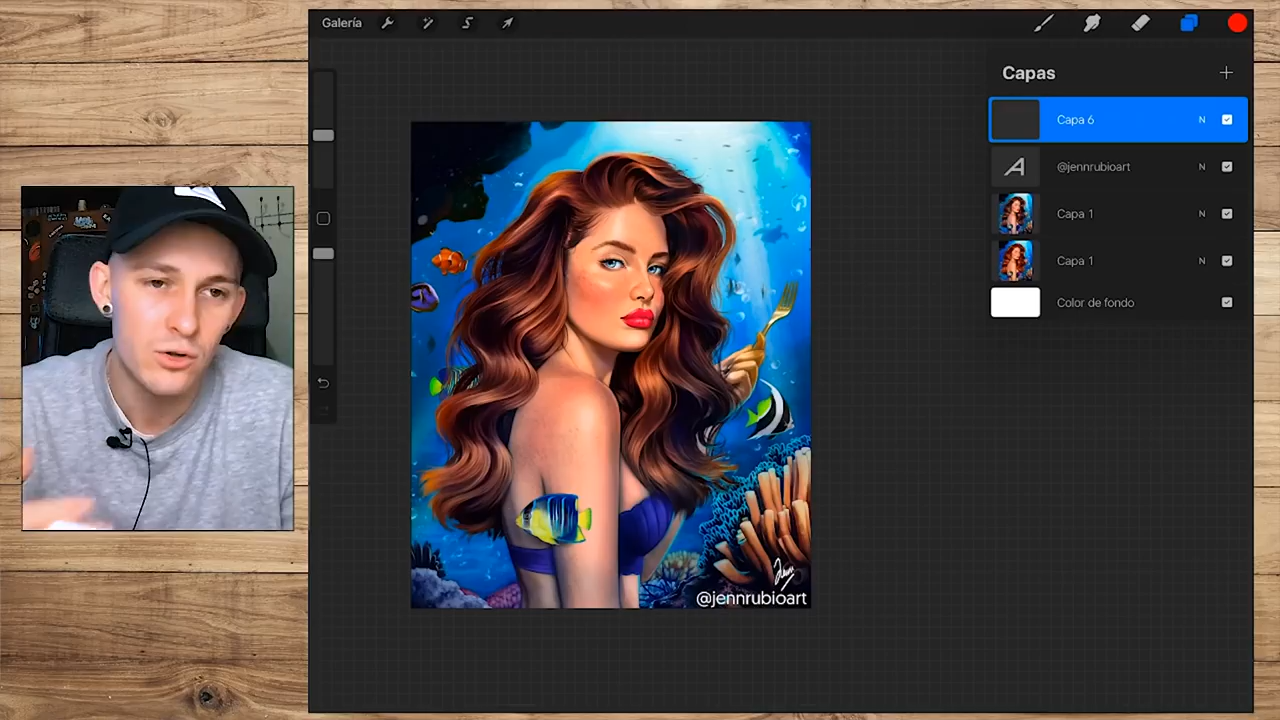 Galería
Capas
Capa 6
N
@jennrubioart
N
Capa 1
N
Capa 1
N
Color de fondo
@jennrubioart